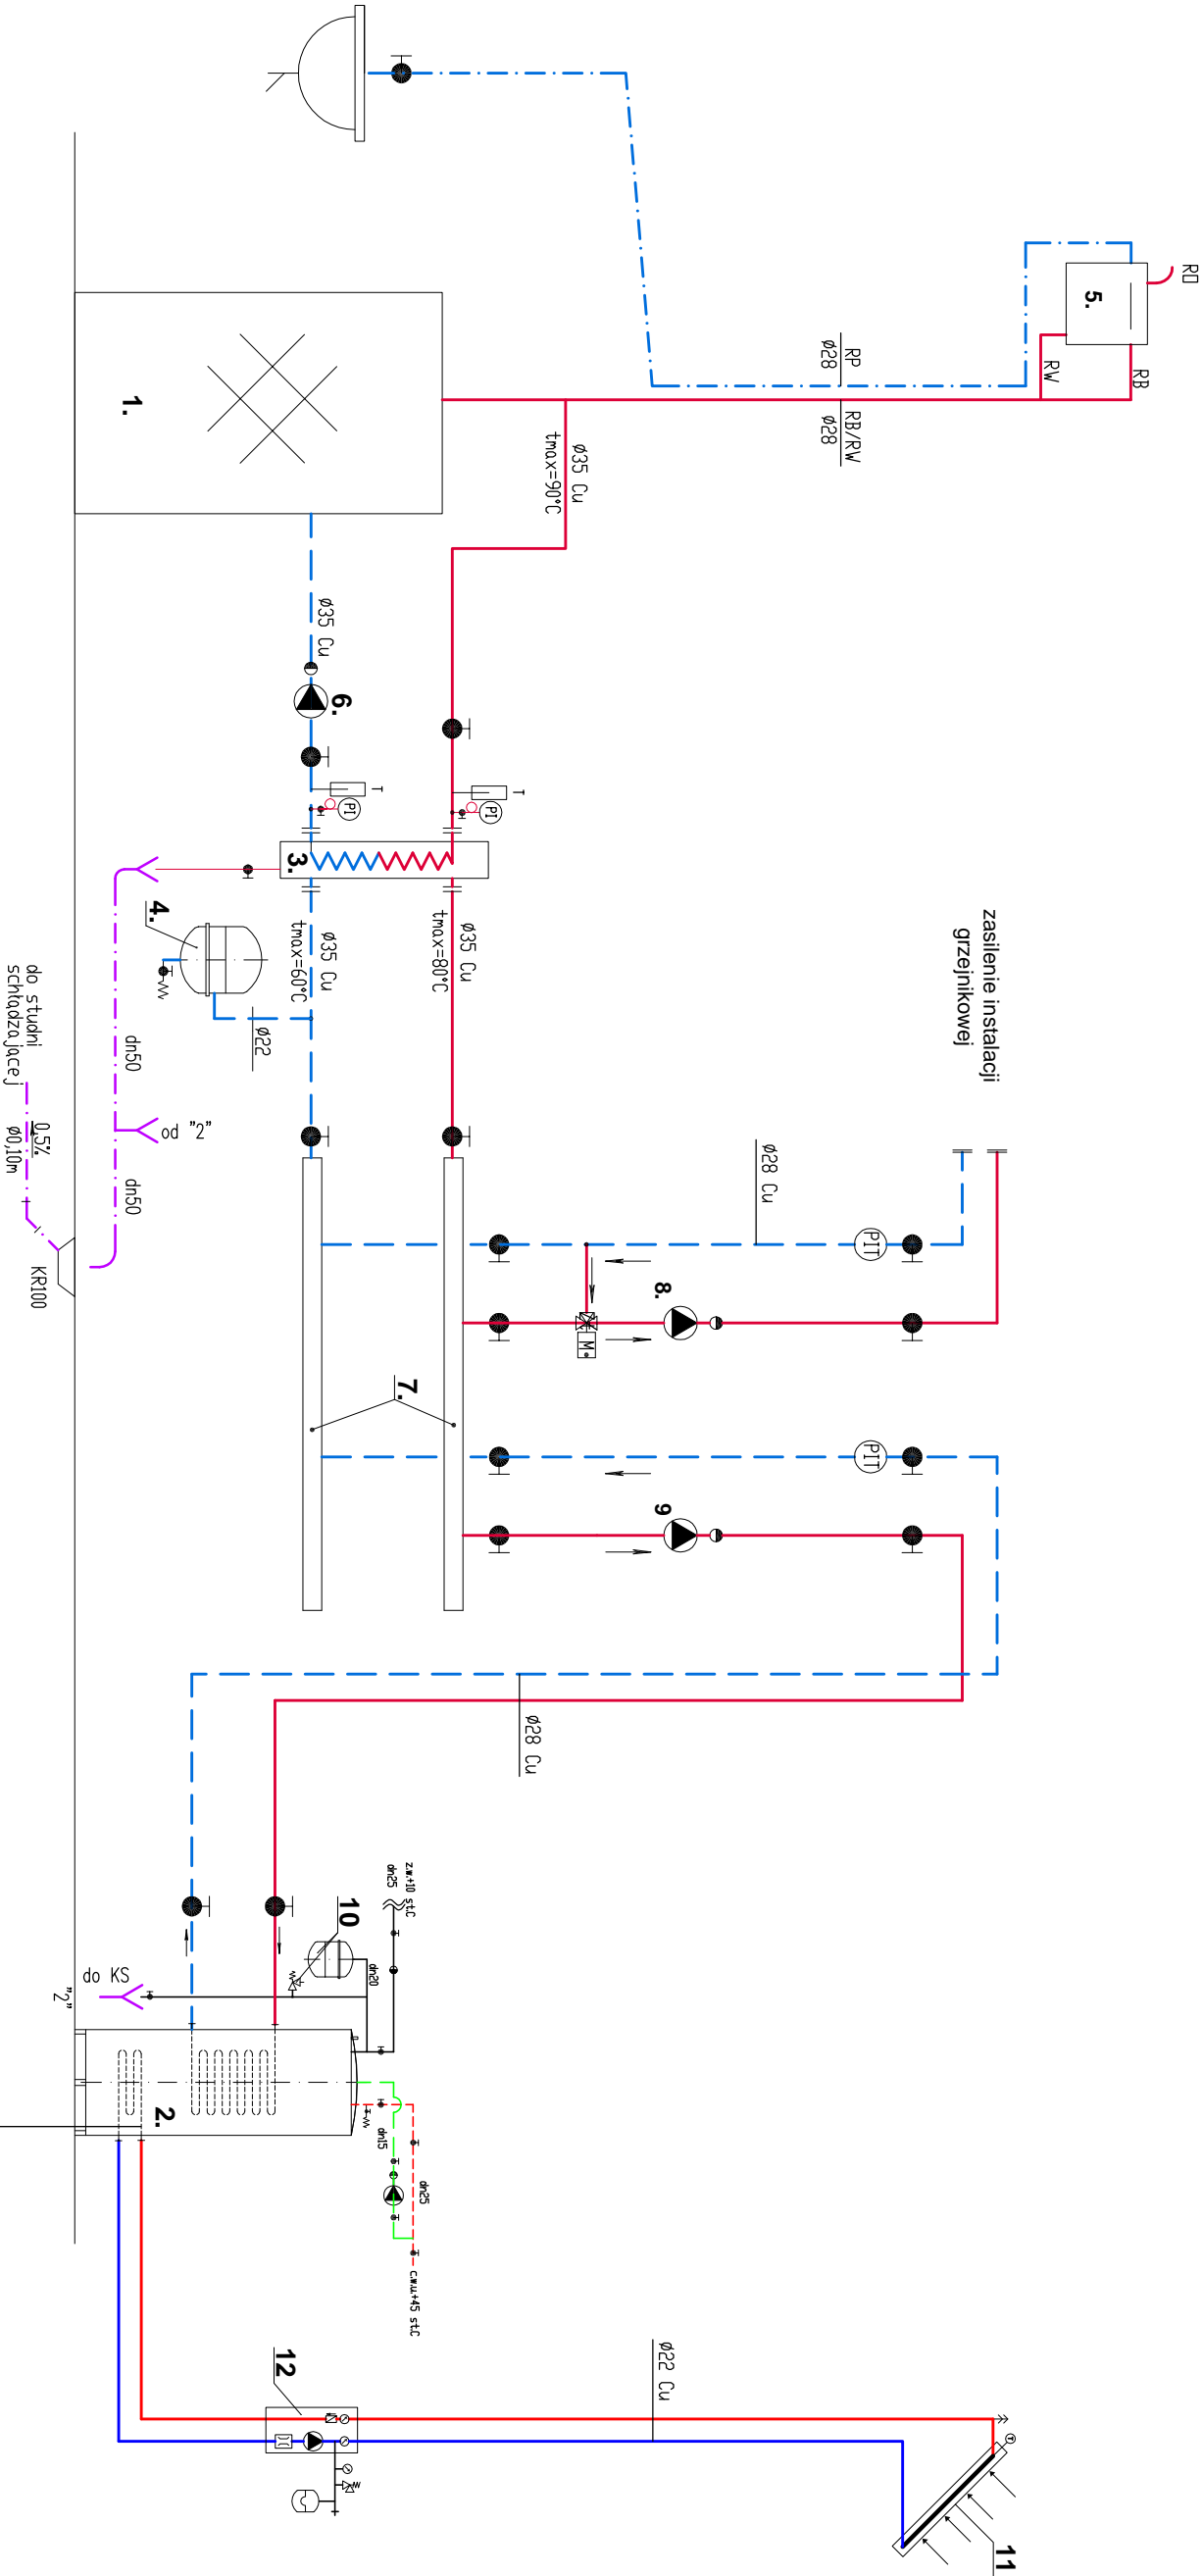 RO
5.
RB
RW
RP
ø28
RB/RW
ø28
1.
ø35 Cu
tmax=90°C
ø35 Cu
6.
T
PI
T
PI
3.
ø35 Cu
tmax=80°C
ø35 Cu
tmax=60°C
4.
ø22
dn50
od "2"
dn50
do studni
schładzającej
0,5%
ø0,10m
KR100
zasilenie instalacji
grzejnikowej
ø28 Cu
PIT
8.
M
7.
PIT
9
ø28 Cu
z.w.+10 st.C
dn25
10
dn20
do KS
"2"
2.
dn15
dn25
c.w.u.+45 st.C
12
ø22 Cu
T
11